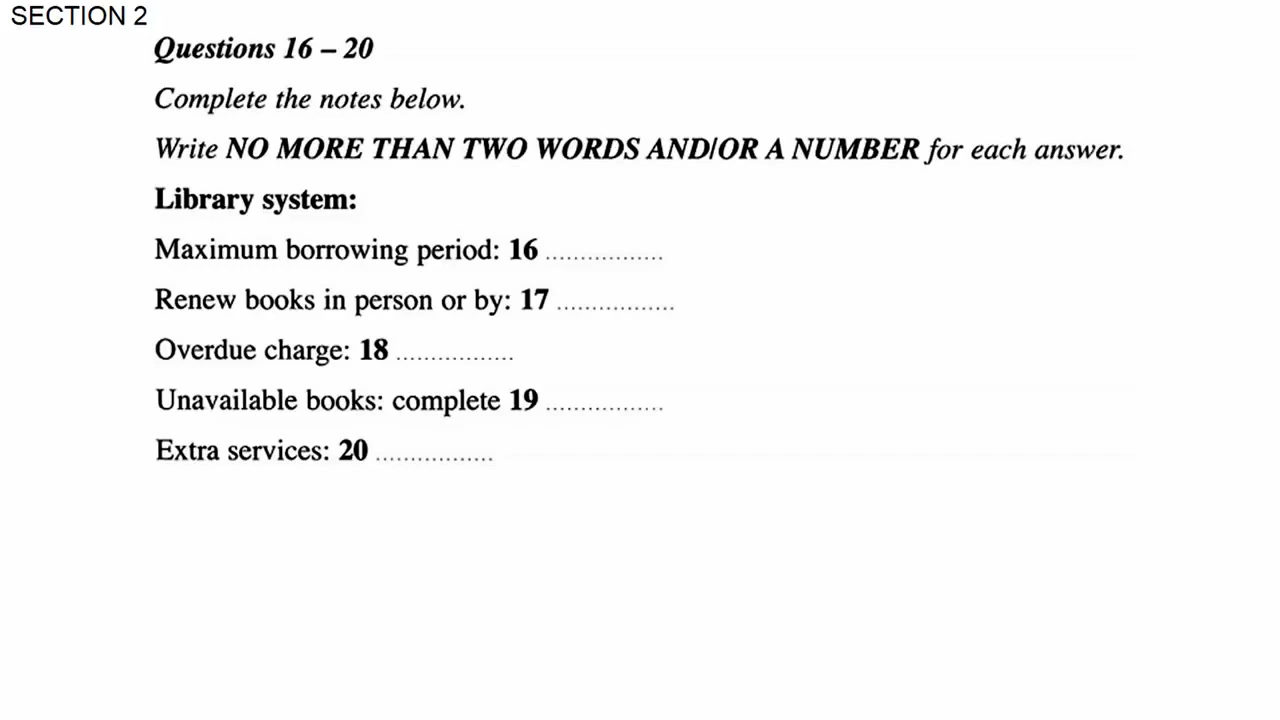 SECTION 2
Questions 16 – 20
Complete the notes below.
Write NO MORE THAN TWO WORDS AND/OR A NUMBER for each answer.
Library system:
Maximum borrowing period: 16 .................
Renew books in person or by: 17 .................
Overdue charge: 18 .................
Unavailable books: complete 19 .................
Extra services: 20 .................